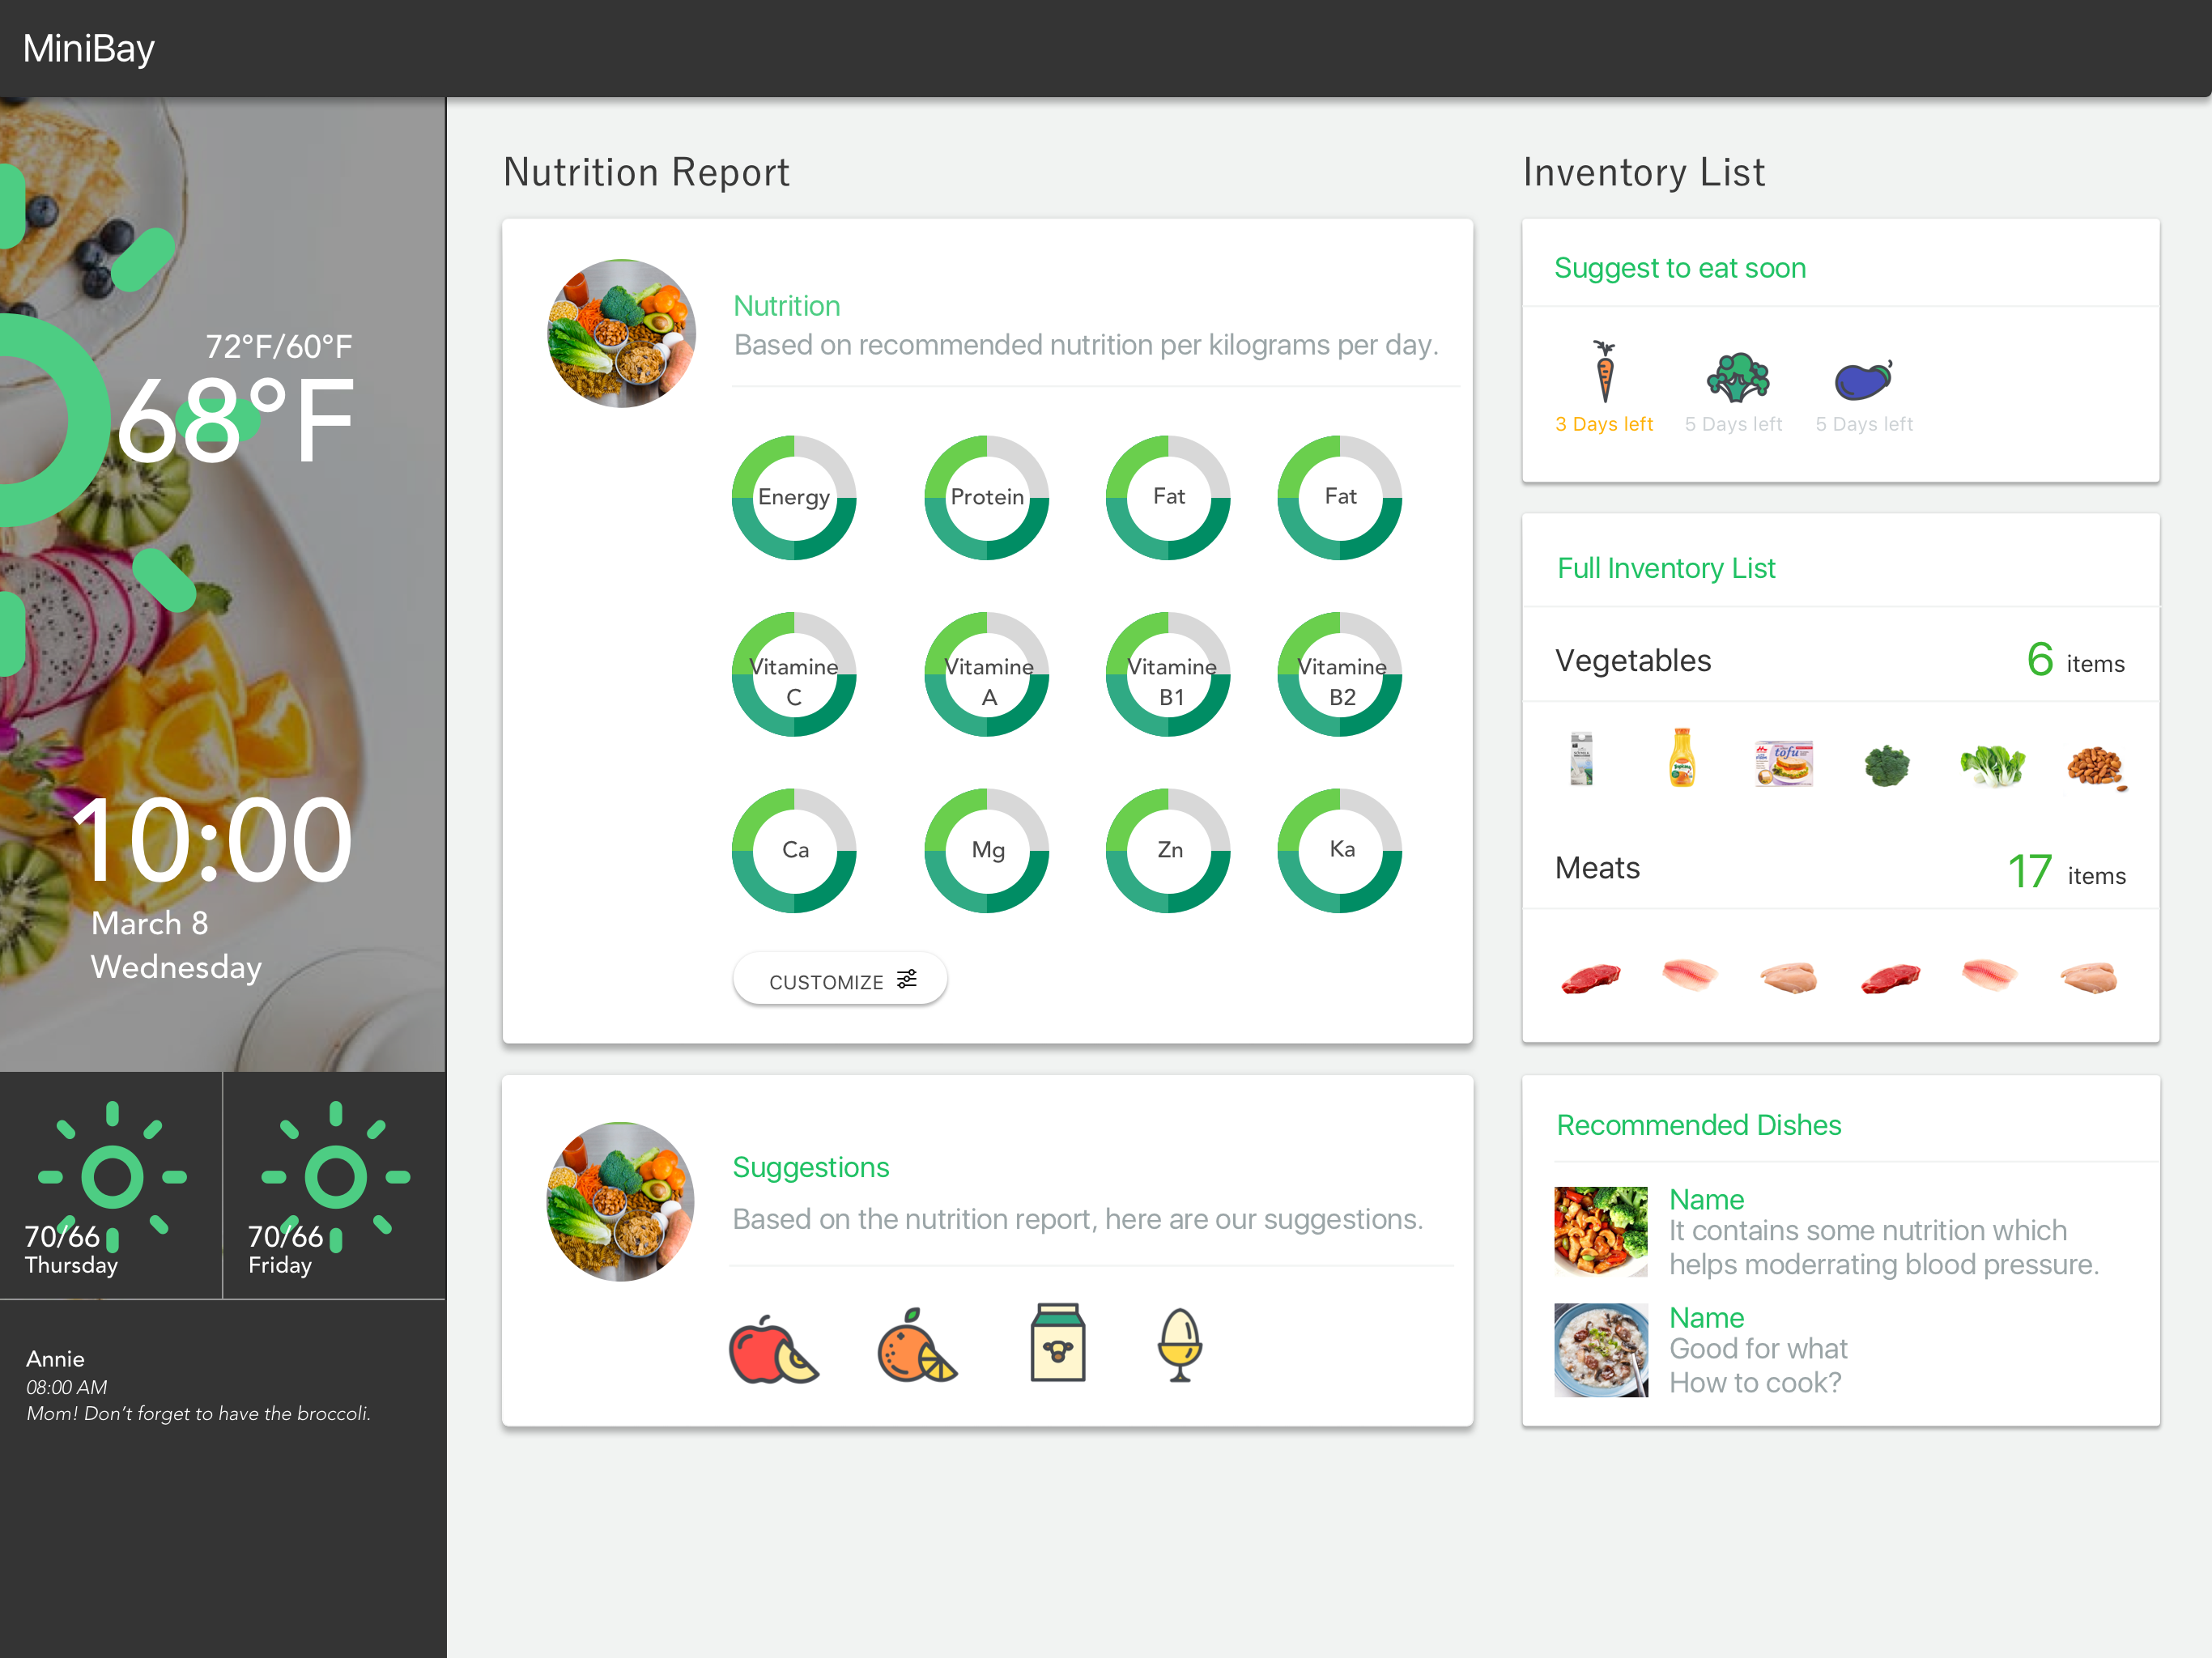 MiniBay
72°F/60°F
68°F
10:00
March 8
Wednesday
70/66
Thursday
70/66
Friday
Annie
08:00 AM
Mom! Don't forget to have the broccoli.
Nutrition Report
Nutrition
Based on recommended nutrition per kilograms per day.
Energy
Protein
Fat
Fat
Vitamine
C
Vitamine
A
Vitamine
B1
Vitamine
B2
Ca
Mg
Zn
Ka
CUSTOMIZE
Suggestions
Based on the nutrition report, here are our suggestions.
Inventory List
Suggest to eat soon
3 Days left
5 Days left
5 Days left
Full Inventory List
Vegetables
6 items
tofu
Meats
17 items
Recommended Dishes
Name
It contains some nutrition which
helps moderrating blood pressure.
Name
Good for what
How to cook?